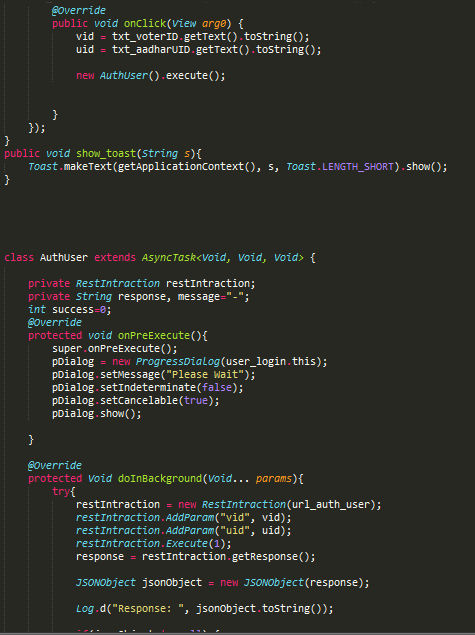 @Override
public void onClick(View arg0) {
vid = txt_voterID.getText().toString();
uid = txt_aadharUID.getText().toString();
new AuthUser().execute();
}
});
}
public void show_toast(String s){
Toast.makeText(getApplicationContext(), s, Toast.LENGTH_SHORT).show();
}
class AuthUser extends AsyncTask<Void, Void, Void> {
private RestIntraction restIntraction;
private String response, message="-";
int success=0;
@Override
protected void onPreExecute(){
super.onPreExecute();
pDialog = new ProgressDialog(user_login.this);
pDialog.setMessage("Please Wait");
pDialog.setIndeterminate(false);
pDialog.setCancelable(true);
pDialog.show();
}
@Override
protected Void doInBackground(Void... params){
try{
restIntraction = new RestIntraction(url_auth_user);
restIntraction.AddParam("vid", vid);
restIntraction.AddParam("uid", uid);
restIntraction.Execute(1);
response = restIntraction.getResponse();
JSONObject jsonObject = new JSONObject(response);
Log.d("Response: ", jsonObject.toString());